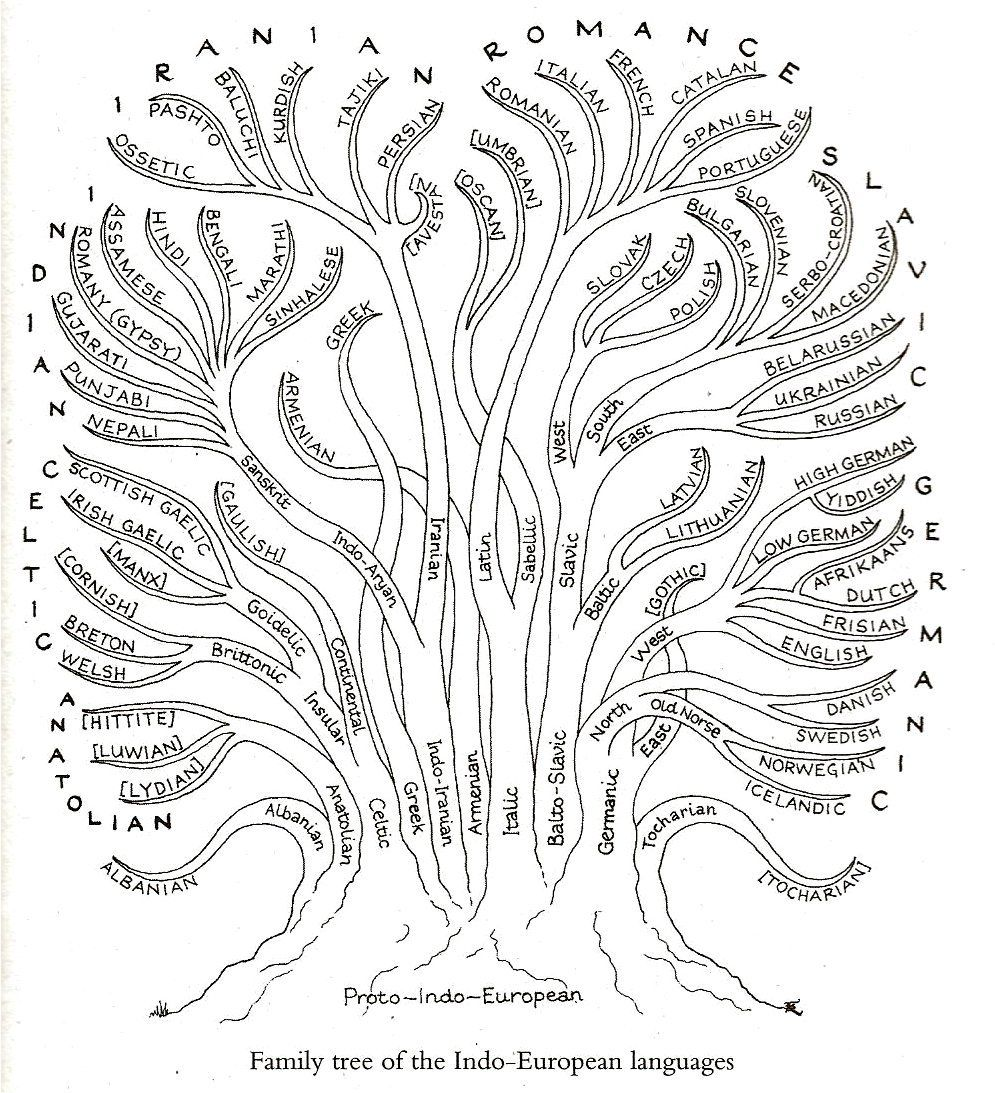 IRANIAN
ROMANCE
SLAVIC
GERMANIC
INDIAN
CELTIC
ANATOLIAN
OSSETIC
PASHTO
BALUCHI
KURDISH
TAJIKI
PERSIAN
[AVESTAN]
[UMBRIAN]
[OSCAN]
ROMANIAN
ITALIAN
FRENCH
CATALAN
SPANISH
PORTUGUESE
ROMANY (GYPSY)
ASSAMESE
HINDI
BENGALI
MARATHI
SINHALESE
GUJARATI
PUNJABI
NEPALI
GREEK
ARMENIAN
SLOVAK
CZECH
POLISH
BULGARIAN
SLOVENIAN
SERBO-CROATIAN
MACEDONIAN
BELARUSSIAN
UKRAINIAN
RUSSIAN
West
South
East
Sanskrit
Indo-Aryan
Iranian
Latin
Sabellic
Slavic
Baltic
LATVIAN
LITHUANIAN
SCOTTISH GAELIC
IRISH GAELIC
[MANX]
[GAULISH]
[CORNISH]
BRETON
WELSH
Goidelic
Brittonic
Continental
Insular
HIGH GERMAN
YIDDISH
LOW GERMAN
AFRIKAANS
DUTCH
FRISIAN
ENGLISH
[GOTHIC]
West
North
Old Norse
East
DANISH
SWEDISH
NORWEGIAN
ICELANDIC
[HITTITE]
[LUWIAN]
[LYDIAN]
Albanian
ALBANIAN
Anatolian
Celtic
Greek
Indo-Iranian
Armenian
Italic
Balto-Slavic
Germanic
Tocharian
[TOCHARIAN]
Proto-Indo-European
Family tree of the Indo-European languages